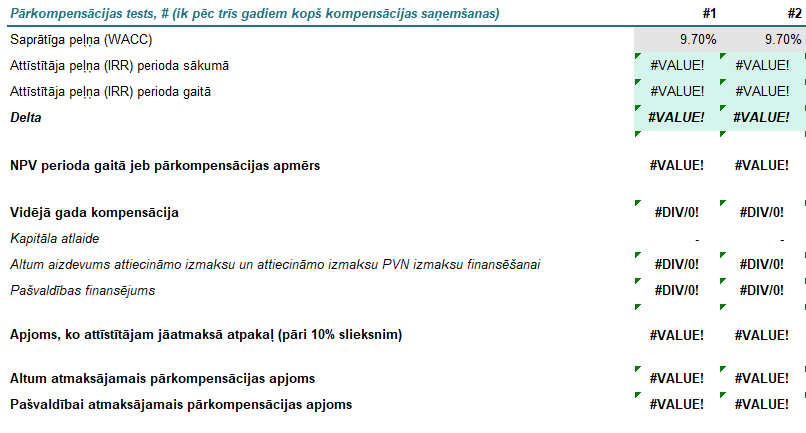 Pārkompensācijas tests, # (ik pēc trīs gadiem kopš kompensācijas saņemšanas) #1 #2
Saprātīga peļņa (WACC) 9.70% 9.70%
Attīstītāja peļņa (IRR) perioda sākumā #VALUE! #VALUE!
Attīstītāja peļņa (IRR) perioda gaitā #VALUE! #VALUE!
Delta #VALUE! #VALUE!
NPV perioda gaitā jeb pārkompensācijas apmērs #VALUE! #VALUE!
Vidējā gada kompensācija #DIV/0! #DIV/0!
Kapitāla atlaide - -
Altum aizdevums attiecināmo izmaksu un attiecināmo izmaksu PVN izmaksu finansēšanai #DIV/0! #DIV/0!
Pašvaldības finansējums #DIV/0! #DIV/0!
Apjoms, ko attīstītājam jāatmaksā atpakaļ (pāri 10% slieksnim) #VALUE! #VALUE!
Altum atmaksājamais pārkompensācijas apjoms #VALUE! #VALUE!
Pašvaldībai atmaksājamais pārkompensācijas apjoms #VALUE! #VALUE!